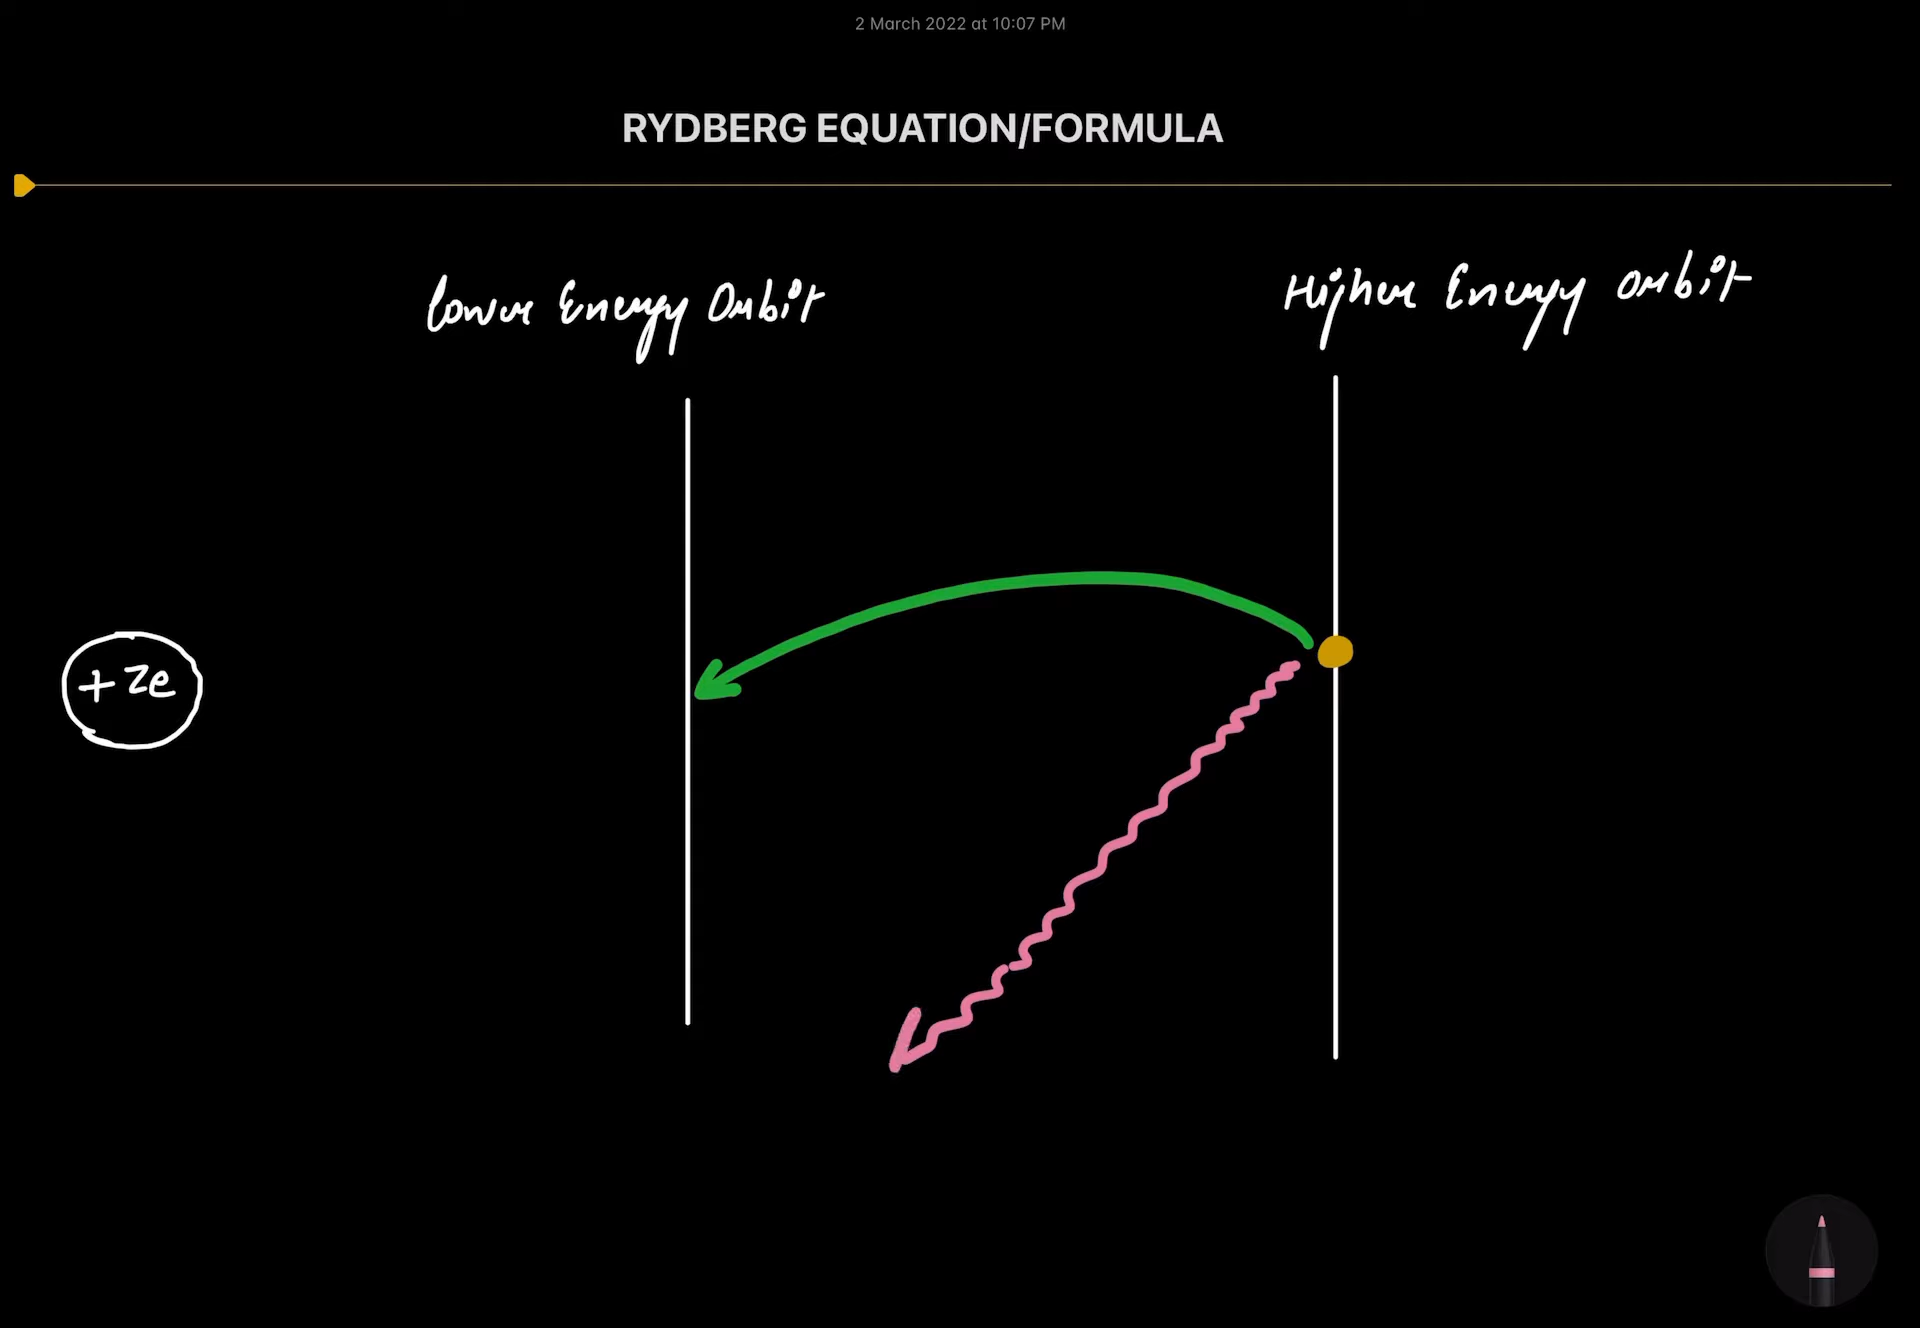 2 March 2022 at 10:07 PM
RYDBERG EQUATION/FORMULA
Lower Energy Orbit
Higher Energy Orbit
+ze